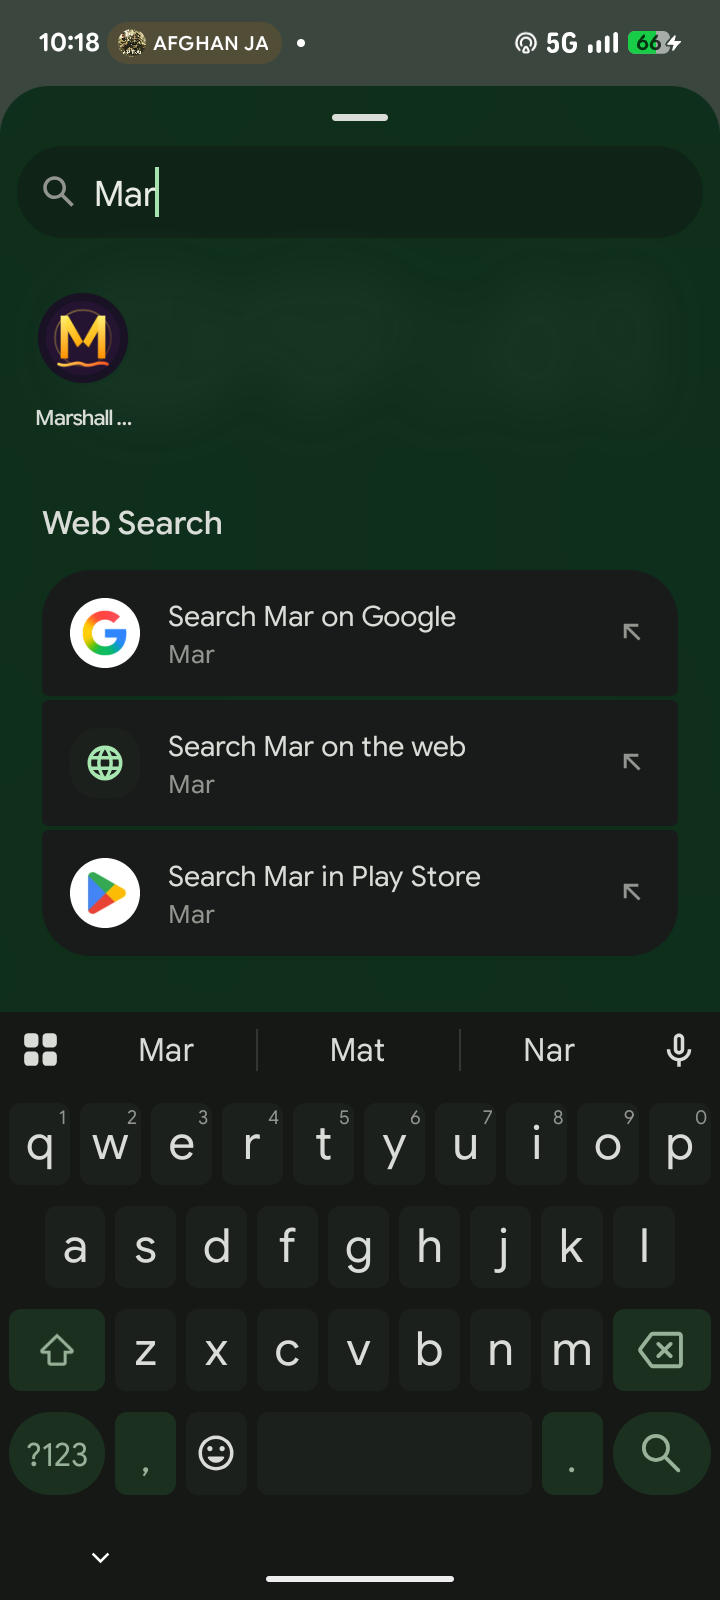 10:18 AFGHAN JA 5G 66
Mar
M
Marshall ...
Web Search
Search Mar on Google
Mar
Search Mar on the web
Mar
Search Mar in Play Store
Mar
Mar Mat Nar
1 2 3 4 5 6 7 8 9 0
q w e r t y u i o p
a s d f g h j k l
z x c v b n m
?123 , .